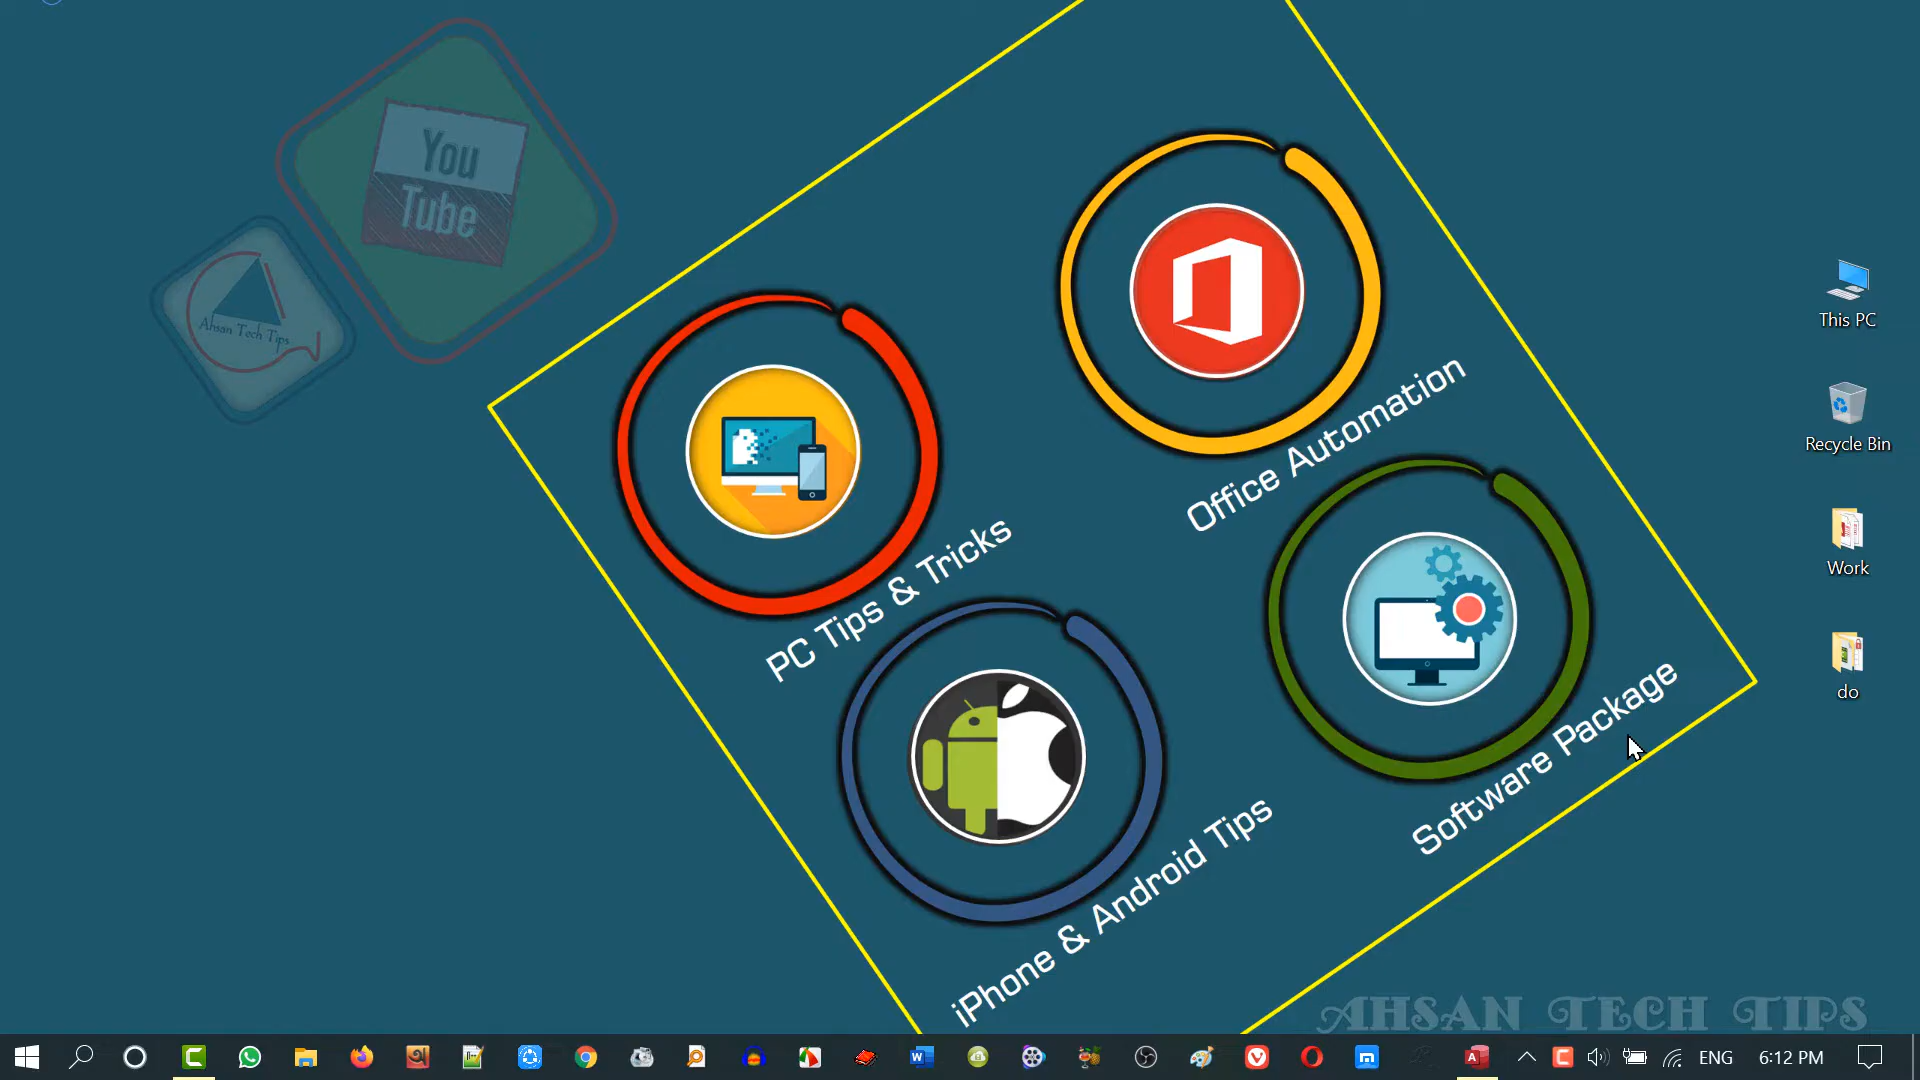 You
Tube
Ahsan Tech Tips
Office Automation
PC Tips & Tricks
Software Package
iPhone & Android Tips
This PC
Recycle Bin
Work
do
AHSAN TECH TIPS
ENG
6:12 PM